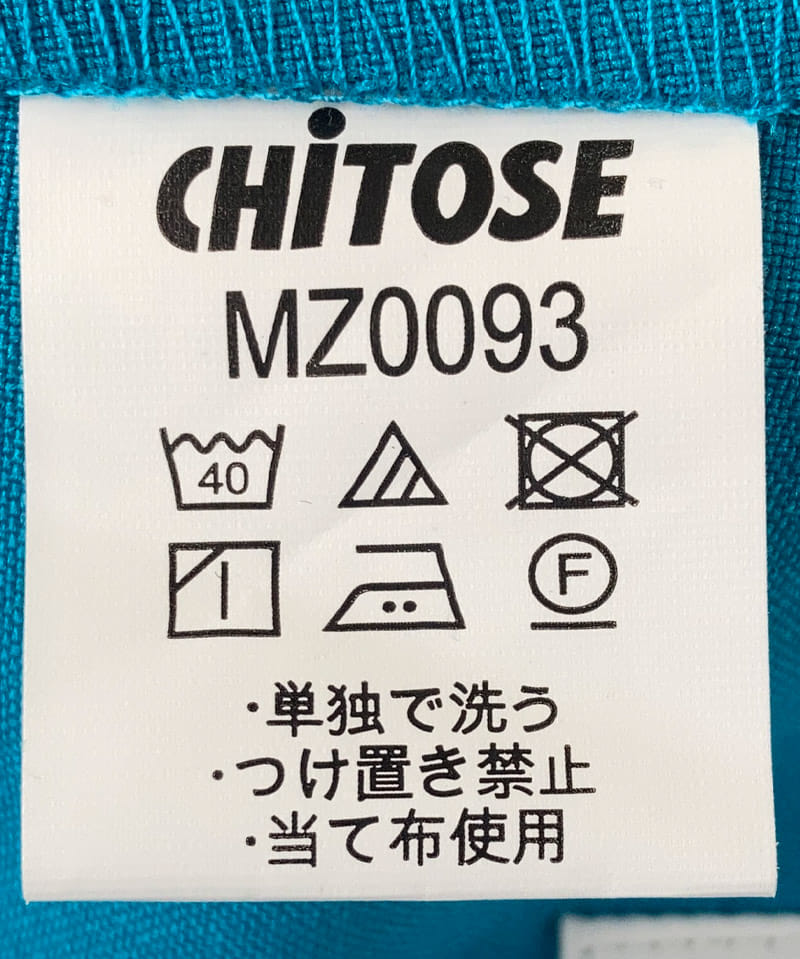 CHiTOSE
MZ0093
40
F
・単独で洗う
・つけ置き禁止
・当て布使用